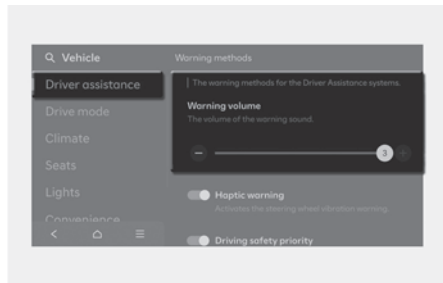 Vehicle
Driver assistance
Drive mode
Climate
Seats
Lights
Convenience
Warning methods
The warning methods for the Driver Assistance systems.
Warning volume
The volume of the warning sound.
3
Haptic warning
Activates the steering wheel vibration warning.
Driving safety priority